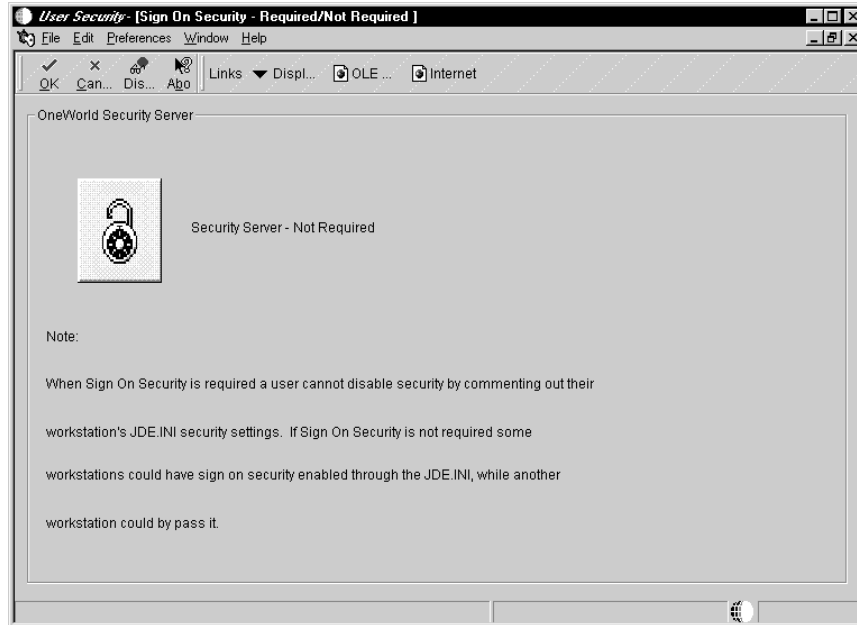 User Security - [Sign On Security - Required/Not Required ]
File Edit Preferences Window Help
OK Can... Dis... Abo Links Displ... OLE ... Internet
OneWorld Security Server
Security Server - Not Required
Note:
When Sign On Security is required a user cannot disable security by commenting out their
workstation's JDE.INI security settings. If Sign On Security is not required some
workstations could have sign on security enabled through the JDE.INI, while another
workstation could by pass it.